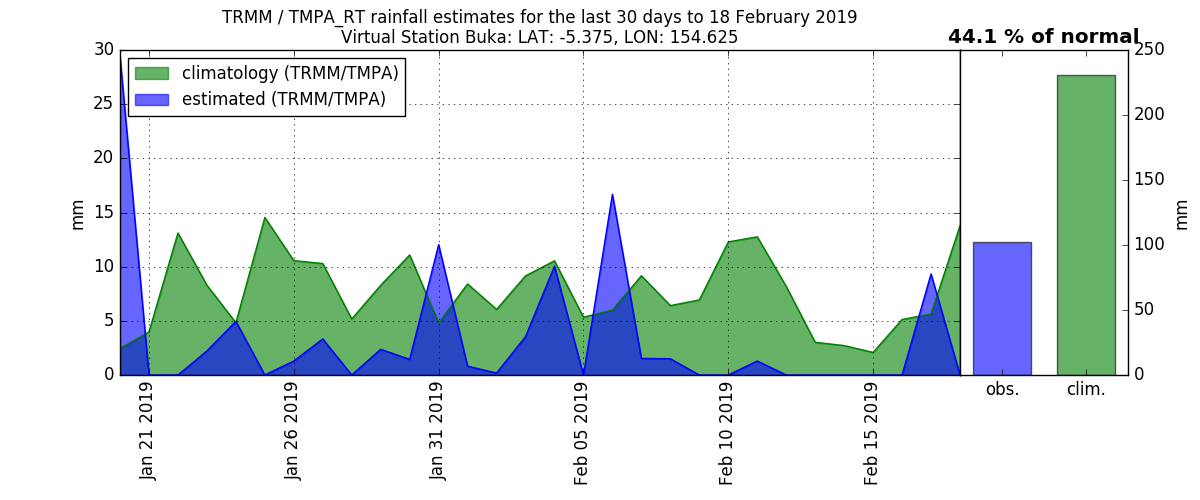 TRMM / TMPA_RT rainfall estimates for the last 30 days to 18 February 2019
Virtual Station Buka: LAT: -5.375, LON: 154.625
44.1 % of normal
climatology (TRMM/TMPA)
estimated (TRMM/TMPA)
30
25
20
15
10
5
0
mm
Jan 21 2019
Jan 26 2019
Jan 31 2019
Feb 05 2019
Feb 10 2019
Feb 15 2019
250
200
150
100
50
0
mm
obs.
clim.